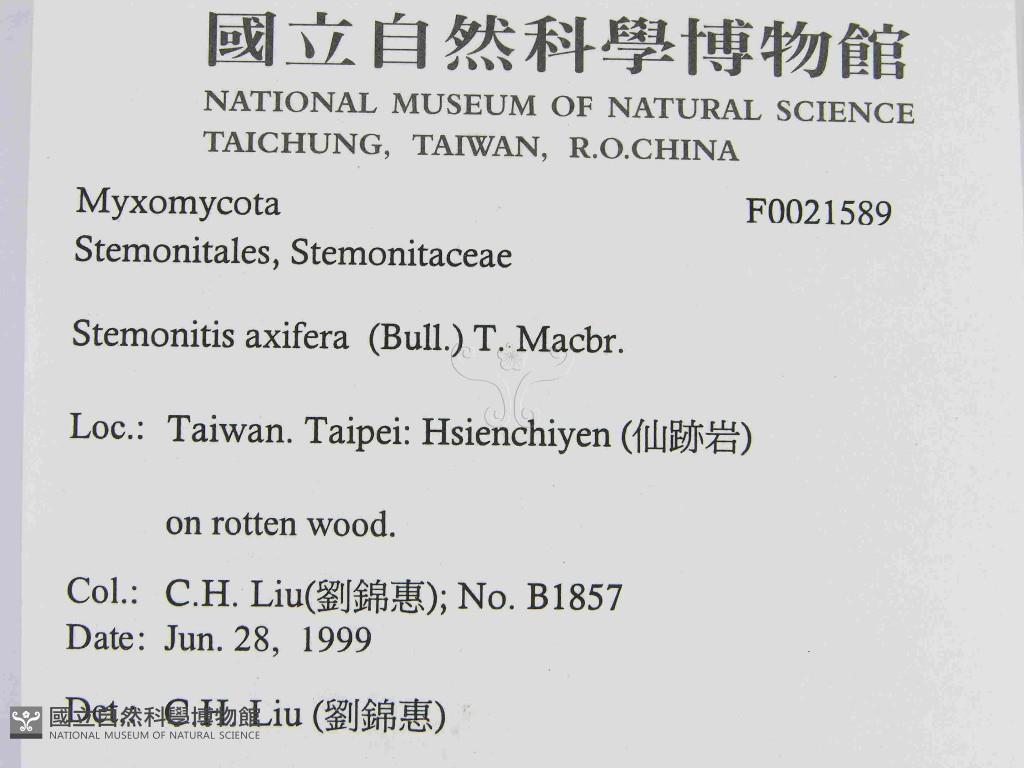 國立自然科學博物館
NATIONAL MUSEUM OF NATURAL SCIENCE
TAICHUNG, TAIWAN, R.O.CHINA
Myxomycota F0021589
Stemonitales, Stemonitaceae
Stemonitis axifera (Bull.) T. Macbr.
Loc.: Taiwan. Taipei: Hsienchiyen (仙跡岩)
on rotten wood.
Col.: C.H. Liu(劉錦惠); No. B1857
Date: Jun. 28, 1999
Det.: C.H. Liu (劉錦惠)
國立自然科學博物館
NATIONAL MUSEUM OF NATURAL SCIENCE